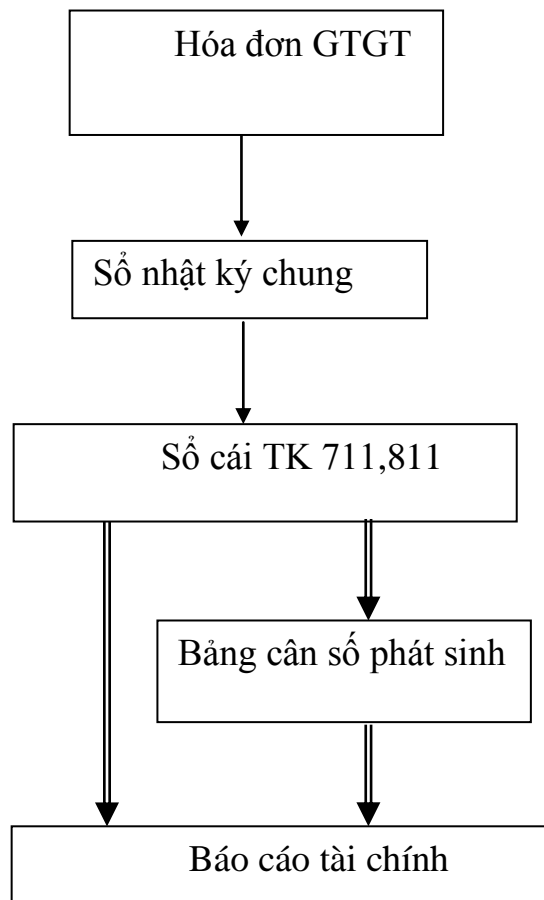 Hóa đơn GTGT
Sổ nhật ký chung
Sổ cái TK 711,811
Bảng cân số phát sinh
Báo cáo tài chính